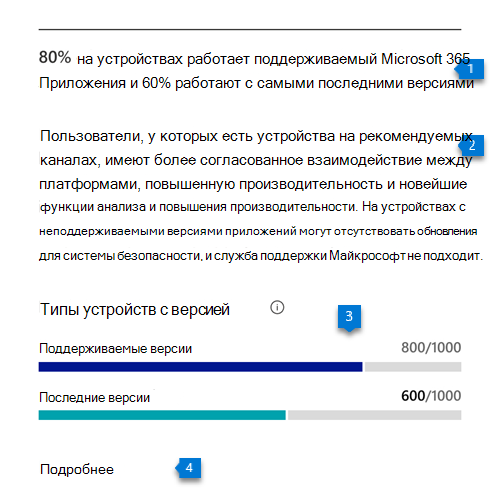 80% на устройствах работает поддерживаемый Microsoft 365
1
Приложения и 60% работают с самыми последними версиями
Пользователи, у которых есть устройства на рекомендуемых
2
каналах, имеют более согласованное взаимодействие между
платформами, повышенную производительность и новейшие
функции анализа и повышения производительности. На устройствах с
неподдерживаемыми версиями приложений могут отсутствовать обновления
для системы безопасности, и служба поддержки Майкрософт не подходит.
Типы устройств с версией
3
Поддерживаемые версии 800/1000
Последние версии 600/1000
Подробнее 4